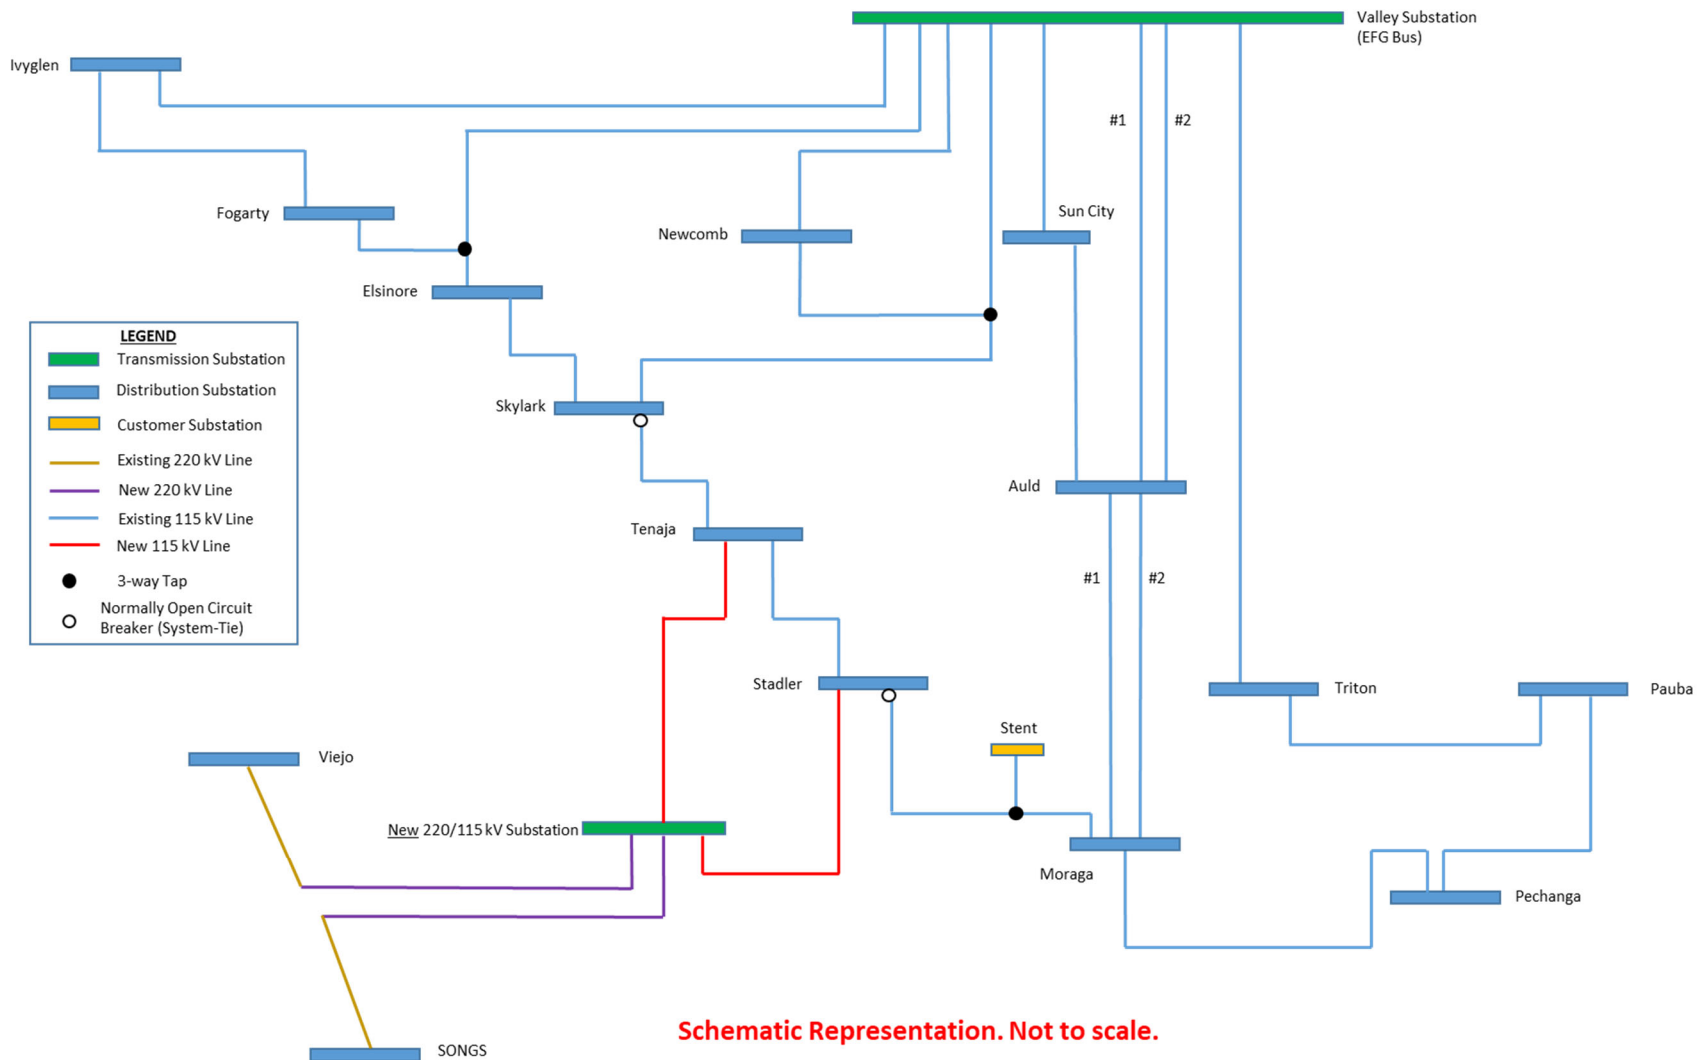 Valley Substation
(EFG Bus)
Ivyglen
#1
#2
Fogarty
Newcomb
Sun City
Elsinore
LEGEND
Transmission Substation
Distribution Substation
Customer Substation
Existing 220 kV Line
New 220 kV Line
Existing 115 kV Line
New 115 kV Line
3-way Tap
Normally Open Circuit
Breaker (System-Tie)
Skylark
Auld
Tenaja
#1
#2
Stadler
Triton
Pauba
Stent
Viejo
New 220/115 kV Substation
Moraga
Pechanga
Schematic Representation. Not to scale.
SONGS